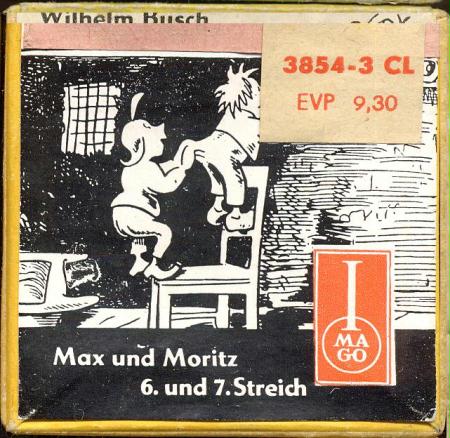 Wilhelm Busch
3854-3 CL
EVP 9,30
I
MA
GO
Max und Moritz
6. und 7. Streich